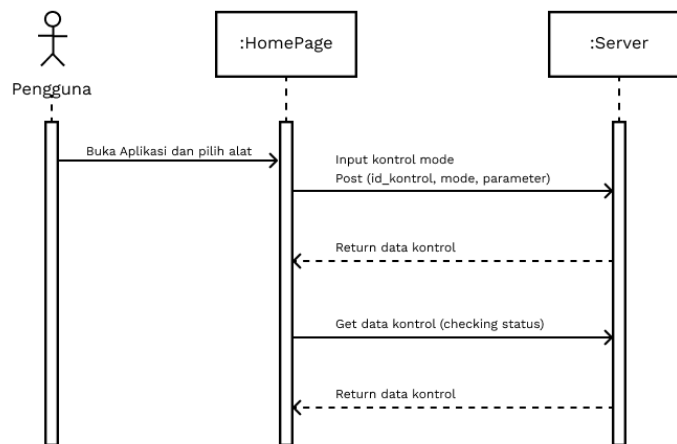 :HomePage
:Server
Pengguna
Buka Aplikasi dan pilih alat
Input kontrol mode
Post (id_kontrol, mode, parameter)
Return data kontrol
Get data kontrol (checking status)
Return data kontrol